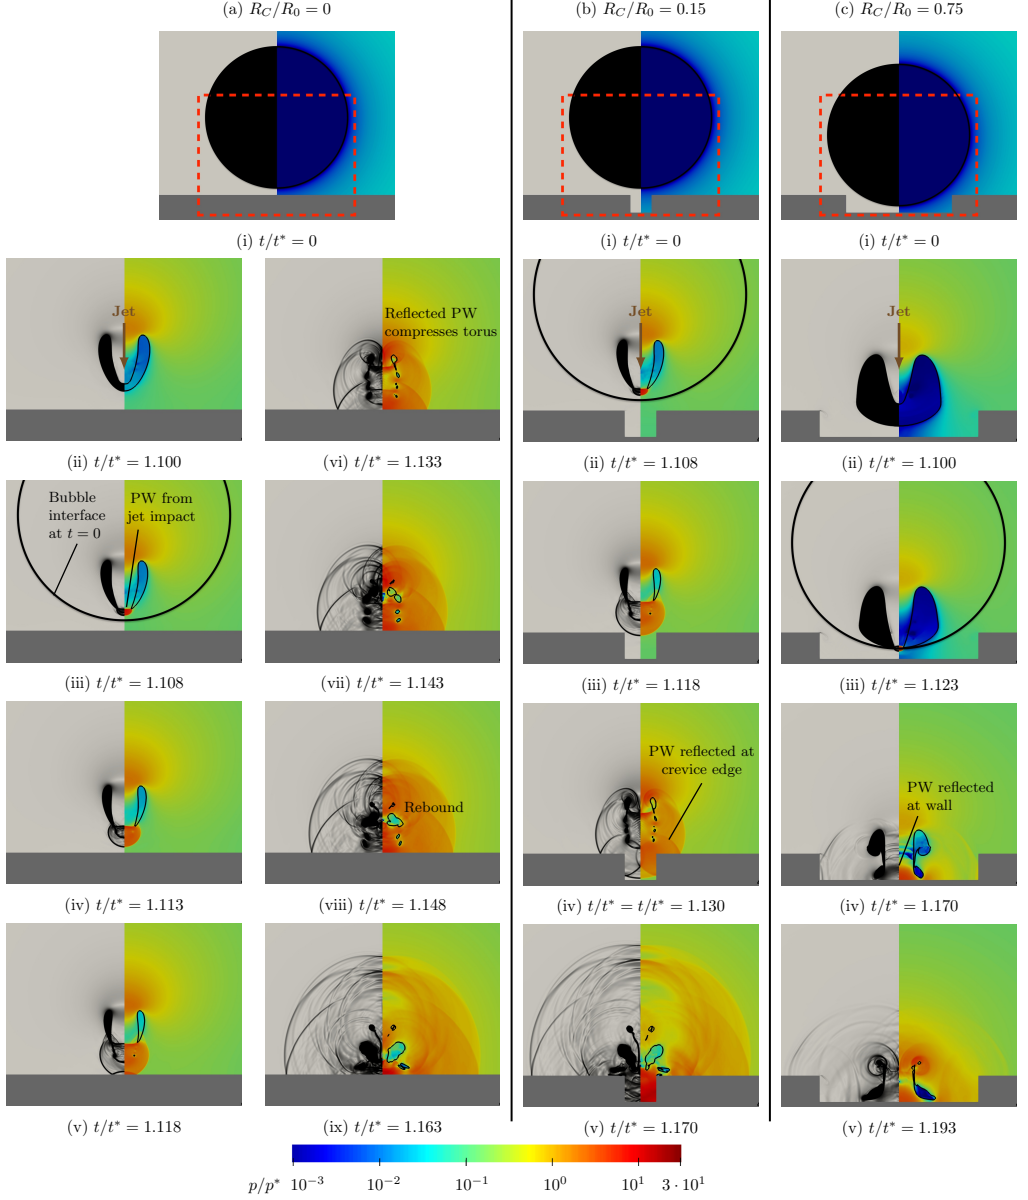 (a) R_C/R_0 = 0
(b) R_C/R_0 = 0.15
(c) R_C/R_0 = 0.75
(i) t/t* = 0
(i) t/t* = 0
(i) t/t* = 0
Jet
Reflected PW
compresses torus
Jet
Jet
(ii) t/t* = 1.100
(vi) t/t* = 1.133
(ii) t/t* = 1.108
(ii) t/t* = 1.100
Bubble
interface
at t = 0
PW from
jet impact
(iii) t/t* = 1.108
(vii) t/t* = 1.143
(iii) t/t* = 1.118
(iii) t/t* = 1.123
Rebound
PW reflected at
crevice edge
PW reflected
at wall
(iv) t/t* = 1.113
(viii) t/t* = 1.148
(iv) t/t* = t/t* = 1.130
(iv) t/t* = 1.170
(v) t/t* = 1.118
(ix) t/t* = 1.163
(v) t/t* = 1.170
(v) t/t* = 1.193
p/p* 10^-3 10^-2 10^-1 10^0 10^1 3 · 10^1